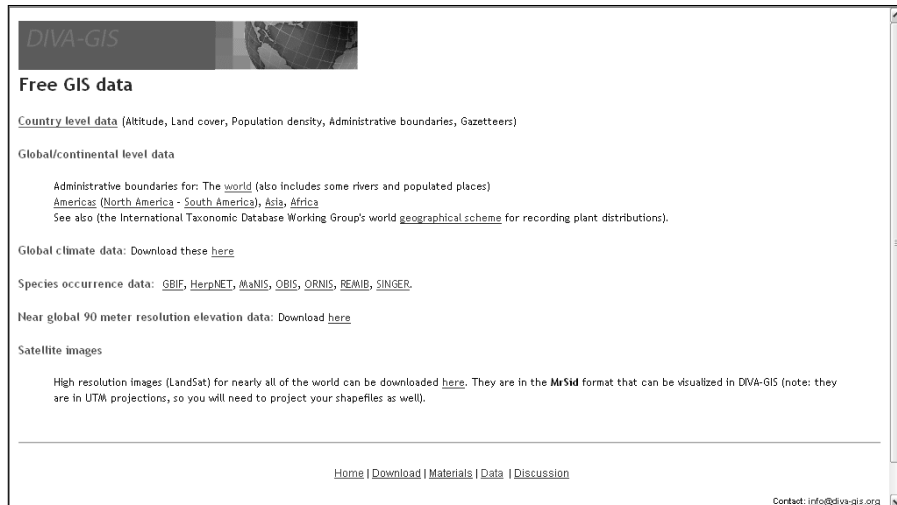 DIVA-GIS
Free GIS data
Country level data (Altitude, Land cover, Population density, Administrative boundaries, Gazetteers)
Global/continental level data
Administrative boundaries for: The world (also includes some rivers and populated places)
Americas (North America - South America), Asia, Africa
See also (the International Taxonomic Database Working Group's world geographical scheme for recording plant distributions).
Global climate data: Download these here
Species occurrence data: GBIF, HerpNET, MaNIS, OBIS, ORNIS, REMIB, SINGER.
Near global 90 meter resolution elevation data: Download here
Satellite images
High resolution images (LandSat) for nearly all of the world can be downloaded here. They are in the MrSid format that can be visualized in DIVA-GIS (note: they
are in UTM projections, so you will need to project your shapefiles as well).
Home | Download | Materials | Data | Discussion
Contact: info@diva-gis.org